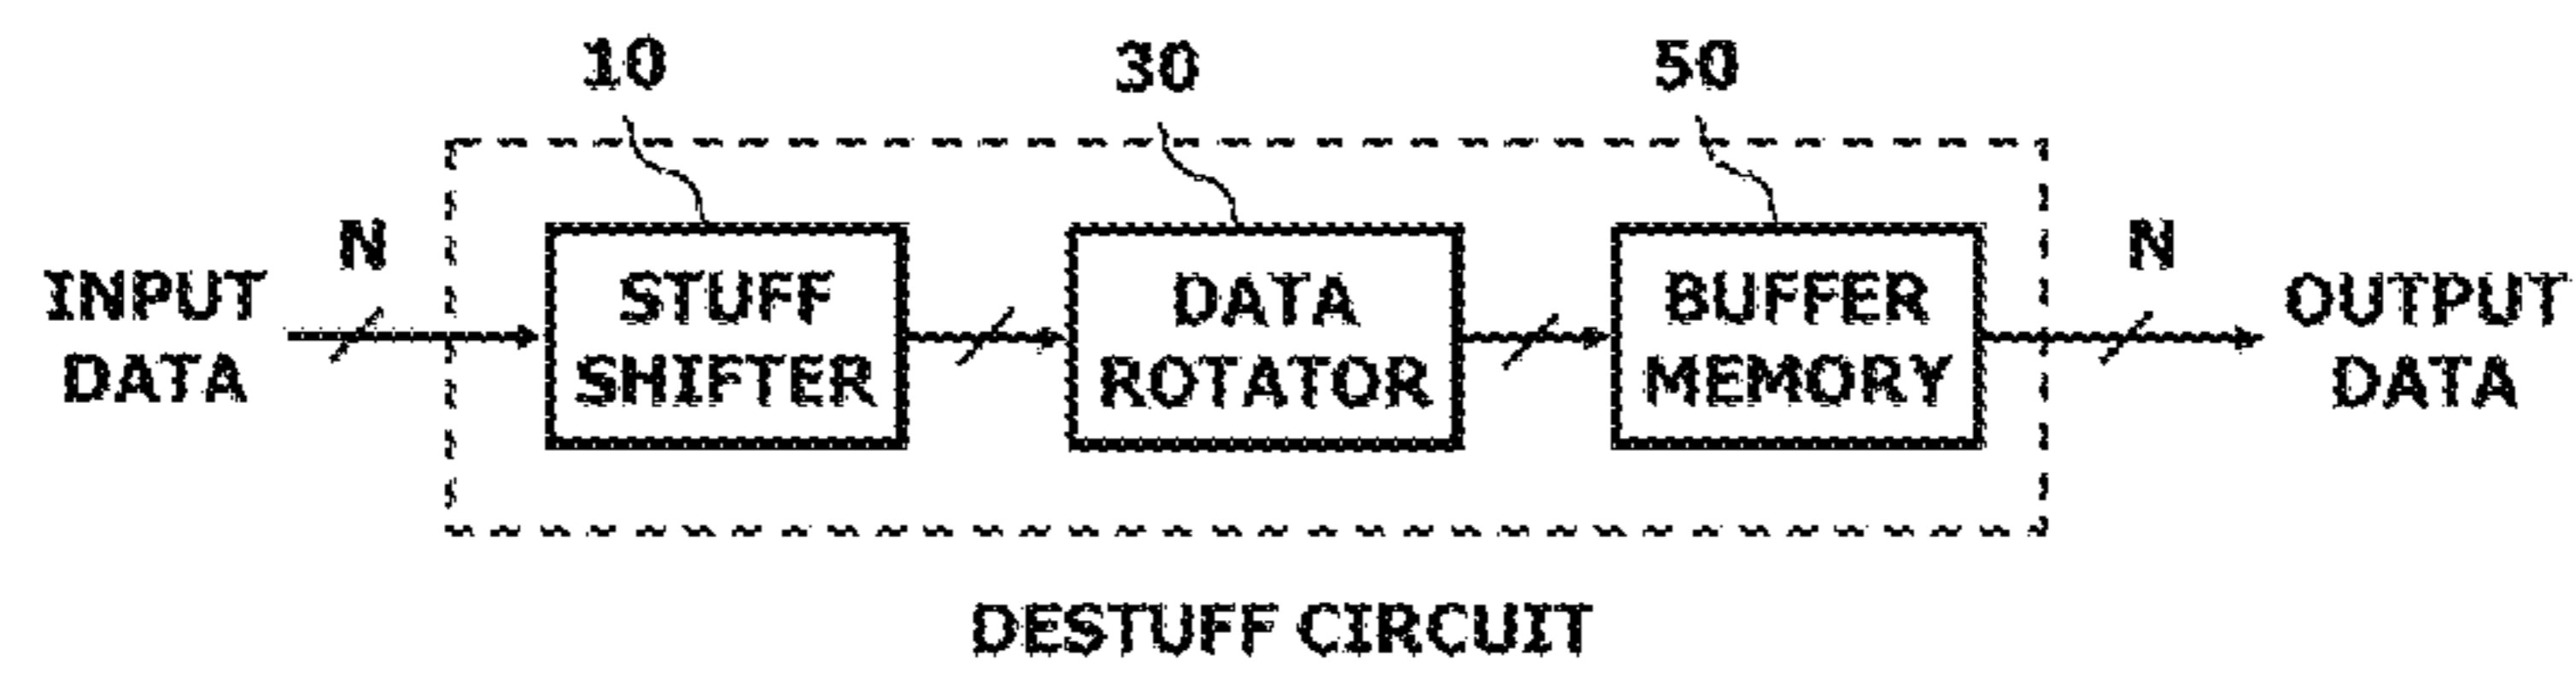 10
30
50
N
N
INPUT
DATA
STUFF
SHIFTER
DATA
ROTATOR
BUFFER
MEMORY
OUTPUT
DATA
DESTUFF CIRCUIT